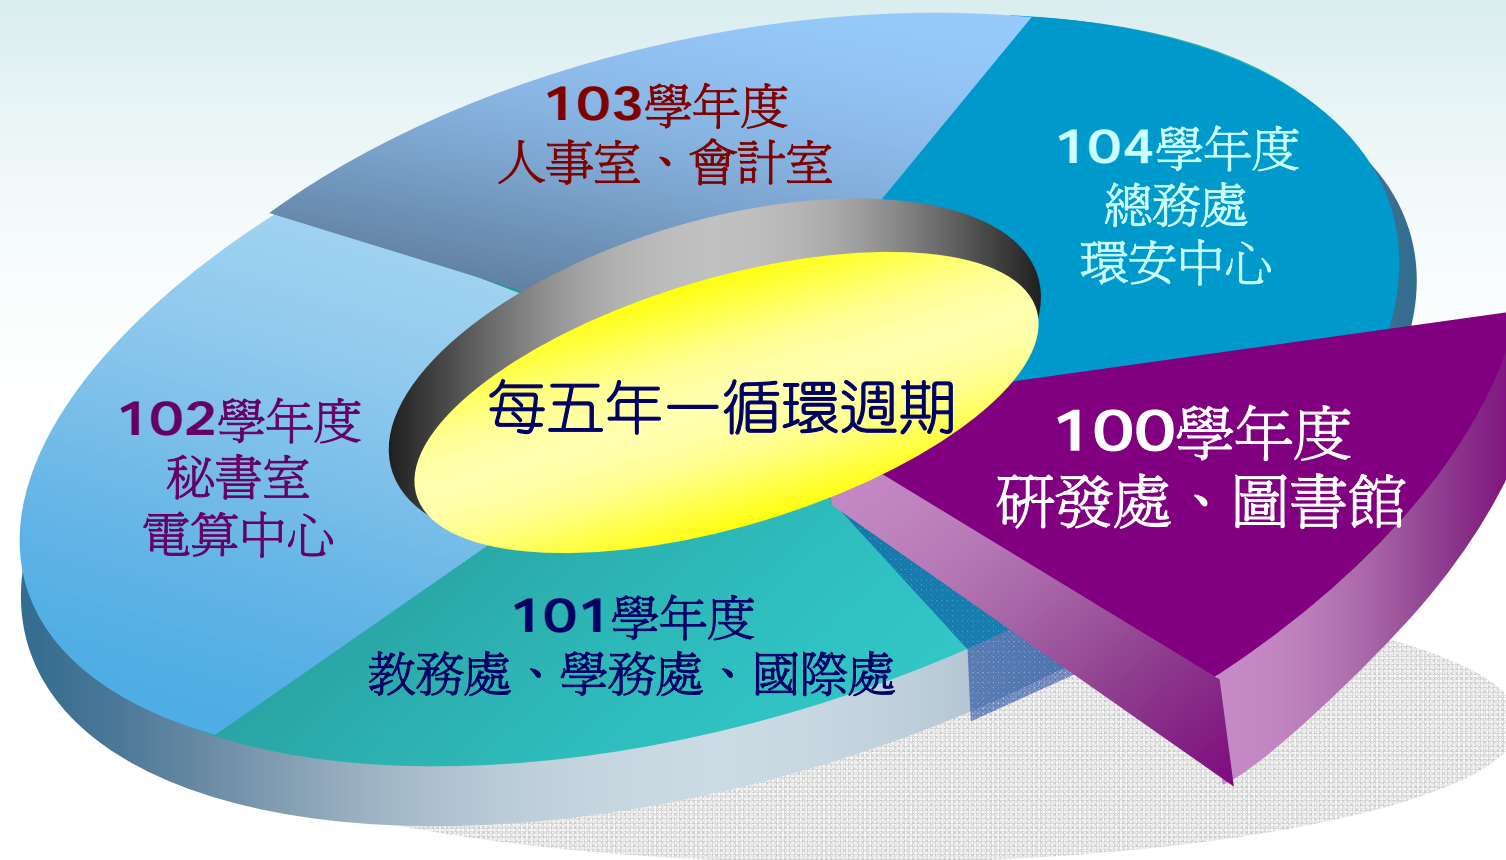 103學年度
人事室、會計室
104學年度
總務處
環安中心
每五年一循環週期
100學年度
研發處、圖書館
102學年度
秘書室
電算中心
101學年度
教務處、學務處、國際處